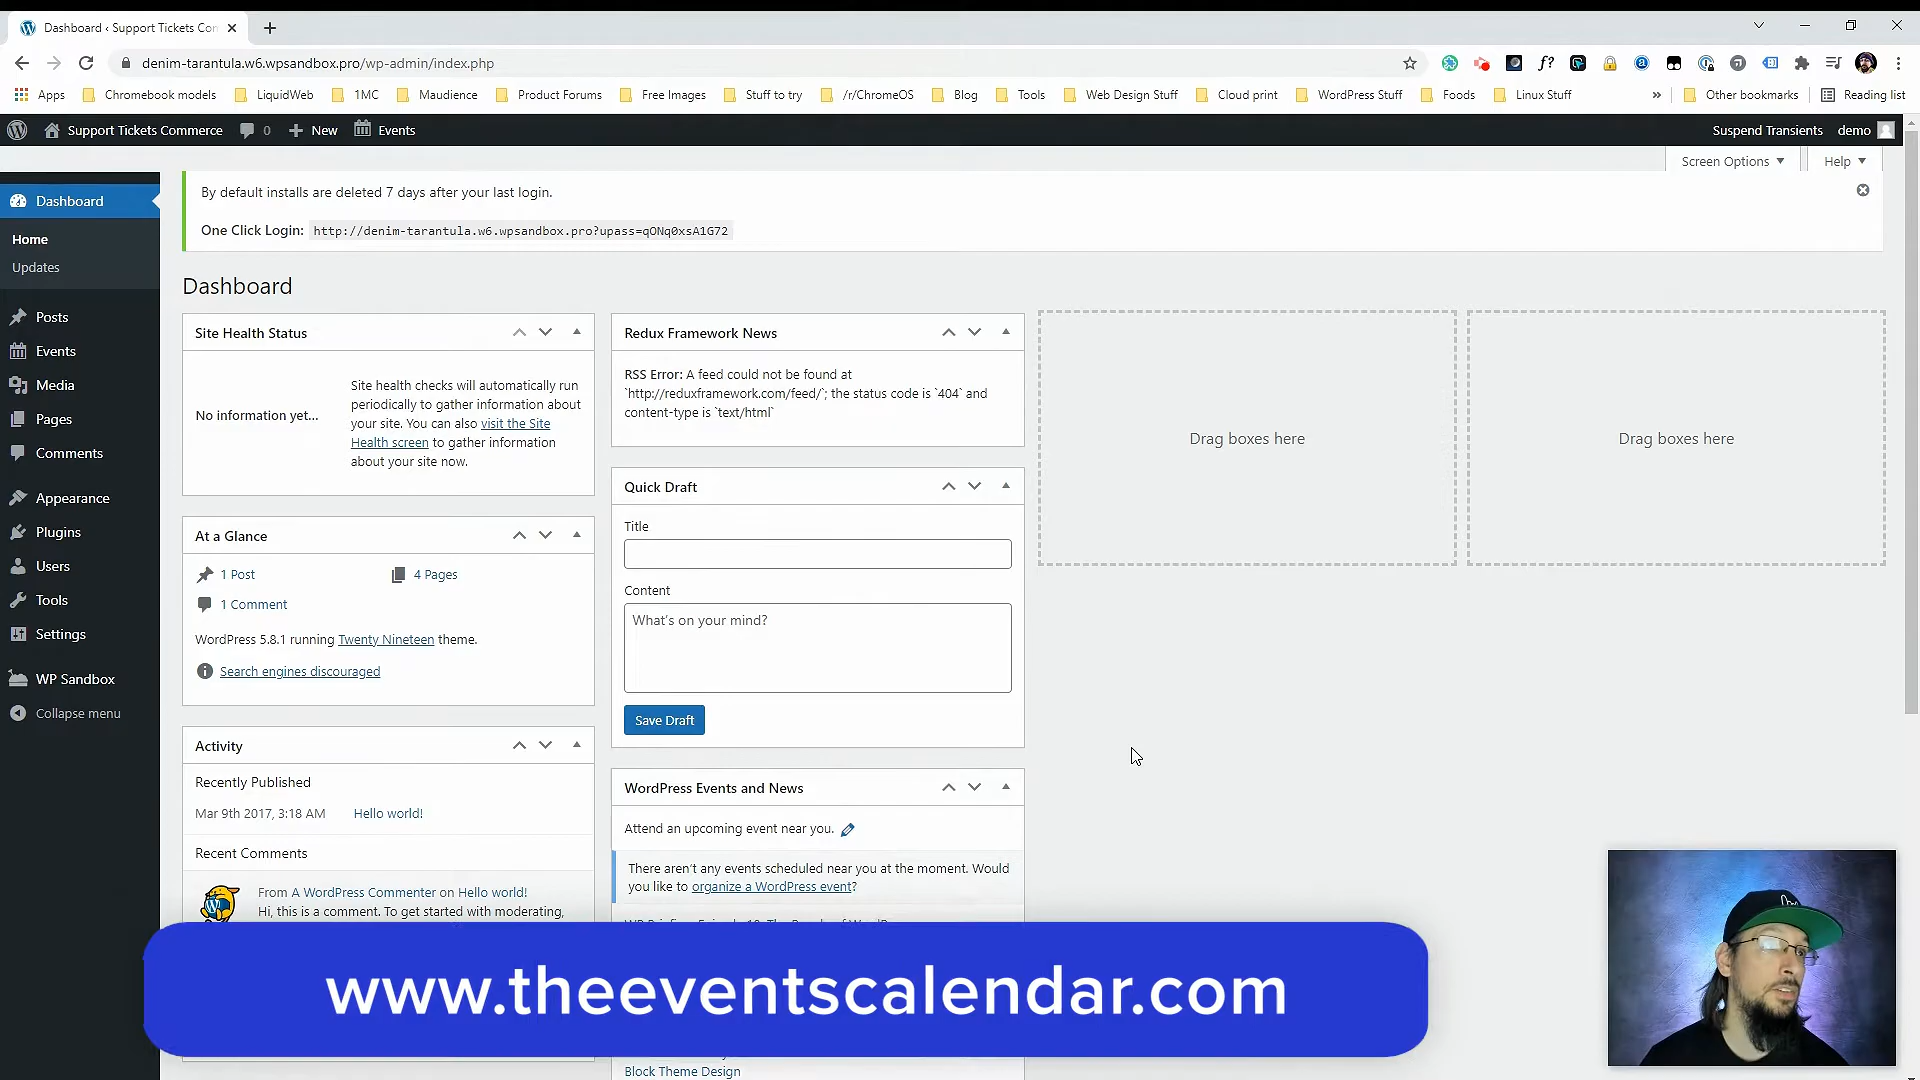 Dashboard ‹ Support Tickets Con
denim-tarantula.w6.wpsandbox.pro/wp-admin/index.php
Apps
Chromebook models
LiquidWeb
1MC
Maudience
Product Forums
Free Images
Stuff to try
/r/ChromeOS
Blog
Tools
Web Design Stuff
Cloud print
WordPress Stuff
Foods
Linux Stuff
»
Other bookmarks
Reading list
Support Tickets Commerce
0
New
Events
Suspend Transients
demo
Screen Options
Help
Dashboard
Home
Updates
Posts
Events
Media
Pages
Comments
Appearance
Plugins
Users
Tools
Settings
WP Sandbox
Collapse menu
By default installs are deleted 7 days after your last login.
One Click Login: http://denim-tarantula.w6.wpsandbox.pro?upass=qONq0xsA1G72
Dashboard
Site Health Status
No information yet...
Site health checks will automatically run
periodically to gather information about
your site. You can also visit the Site
Health screen to gather information
about your site now.
At a Glance
1 Post
4 Pages
1 Comment
WordPress 5.8.1 running Twenty Nineteen theme.
Search engines discouraged
Activity
Recently Published
Mar 9th 2017, 3:18 AM
Hello world!
Recent Comments
From A WordPress Commenter on Hello world!
Hi, this is a comment. To get started with moderating,
Redux Framework News
RSS Error: A feed could not be found at
`http://reduxframework.com/feed/`; the status code is `404` and
content-type is `text/html`
Quick Draft
Title
Content
What's on your mind?
Save Draft
WordPress Events and News
Attend an upcoming event near you.
There aren't any events scheduled near you at the moment. Would
you like to organize a WordPress event?
Block Theme Design
Drag boxes here
Drag boxes here
www.theeventscalendar.com